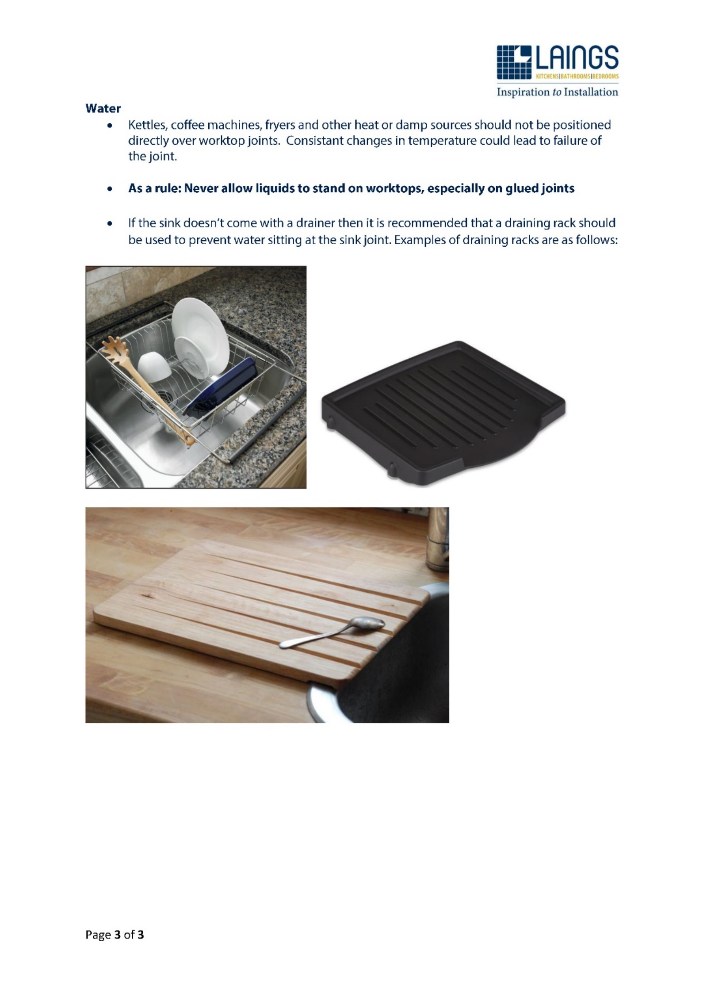 LAINGS
KITCHENS|BATHROOMS|BEDROOMS
Inspiration to Installation
Water
• Kettles, coffee machines, fryers and other heat or damp sources should not be positioned
directly over worktop joints.  Consistant changes in temperature could lead to failure of
the joint.
• As a rule: Never allow liquids to stand on worktops, especially on glued joints
• If the sink doesn’t come with a drainer then it is recommended that a draining rack should
be used to prevent water sitting at the sink joint. Examples of draining racks are as follows:
Page 3 of 3